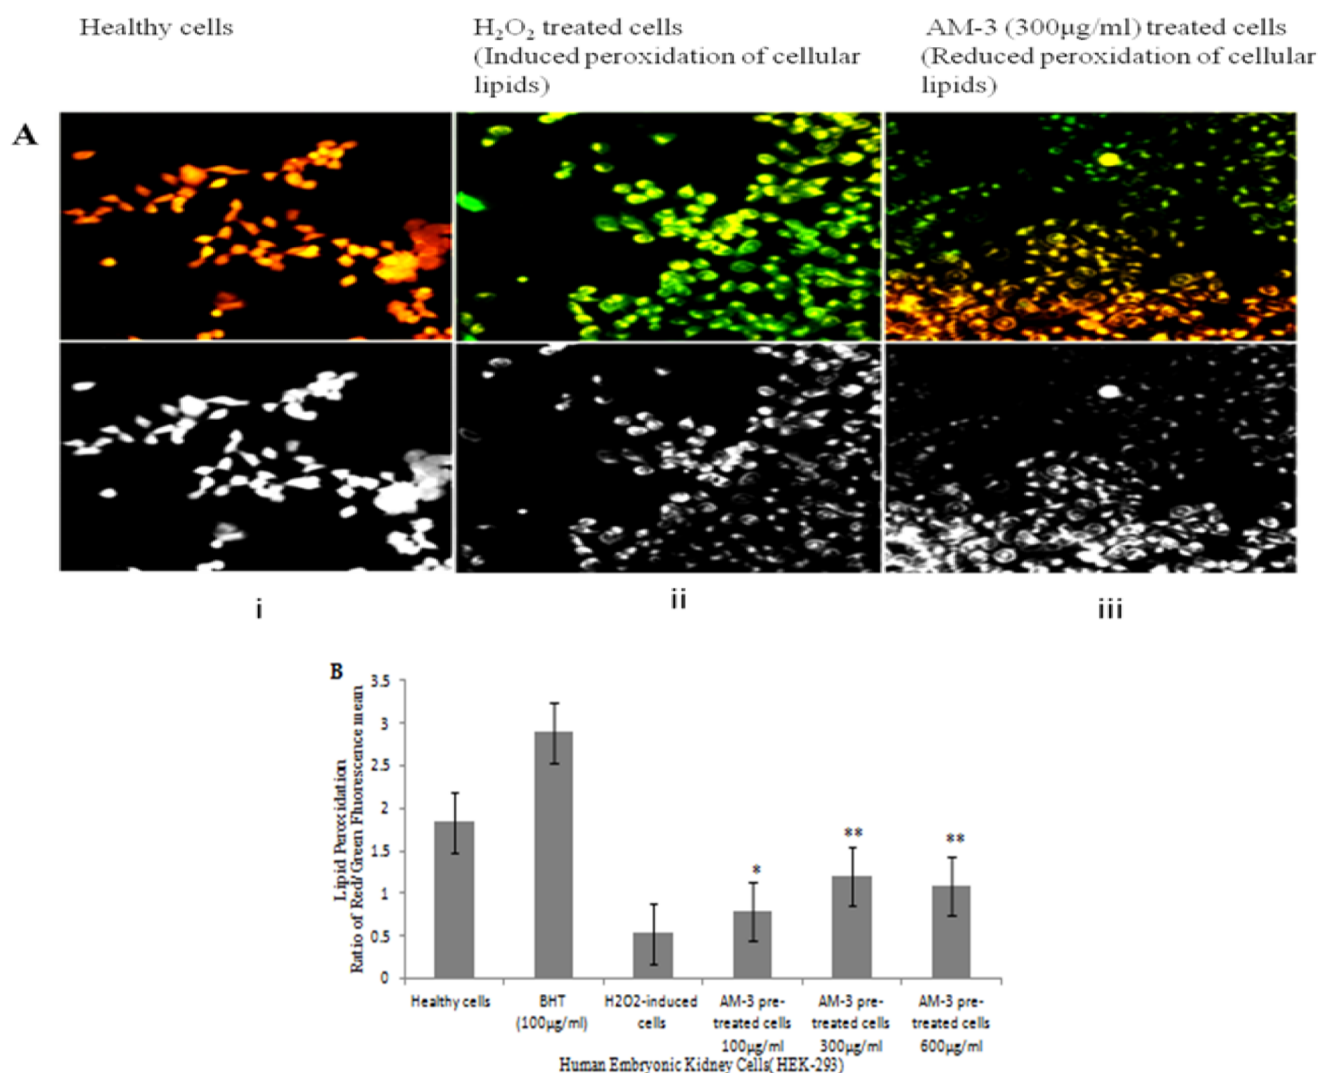 Healthy cells
H₂O₂ treated cells
(Induced peroxidation of cellular
lipids)
AM-3 (300µg/ml) treated cells
(Reduced peroxidation of cellular
lipids)
A
i
ii
iii
B
Lipid Peroxidation
Ratio of Red/Green Fluorescence mean
3.5
3
2.5
2
1.5
1
0.5
0
*
**
**
Healthy cells
BHT
(100µg/ml)
H2O2-induced
cells
AM-3 pre-
treated cells
100µg/ml
AM-3 pre-
treated cells
300µg/ml
AM-3 pre-
treated cells
600µg/ml
Human Embryonic Kidney Cells( HEK-293)